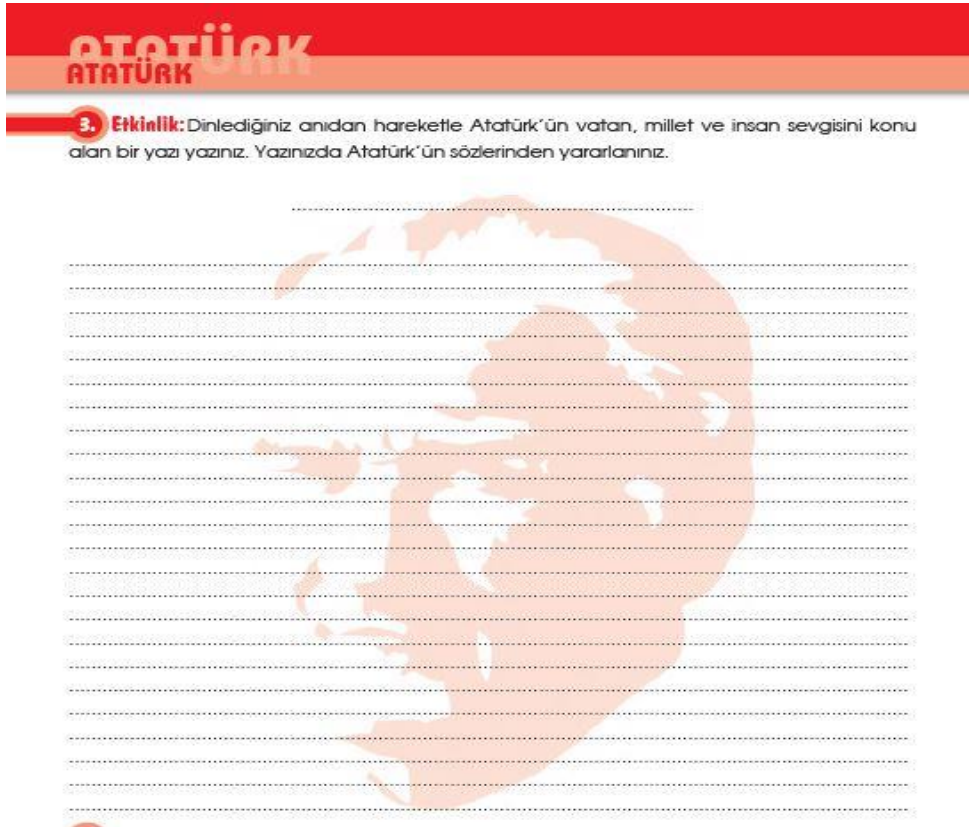 ATATÜRK
ATATÜRK
3. Etkinlik: Dinlediğiniz anıdan hareketle Atatürk'ün vatan, millet ve insan sevgisini konu
alan bir yazı yazınız. Yazınızda Atatürk'ün sözlerinden yararlanınız.